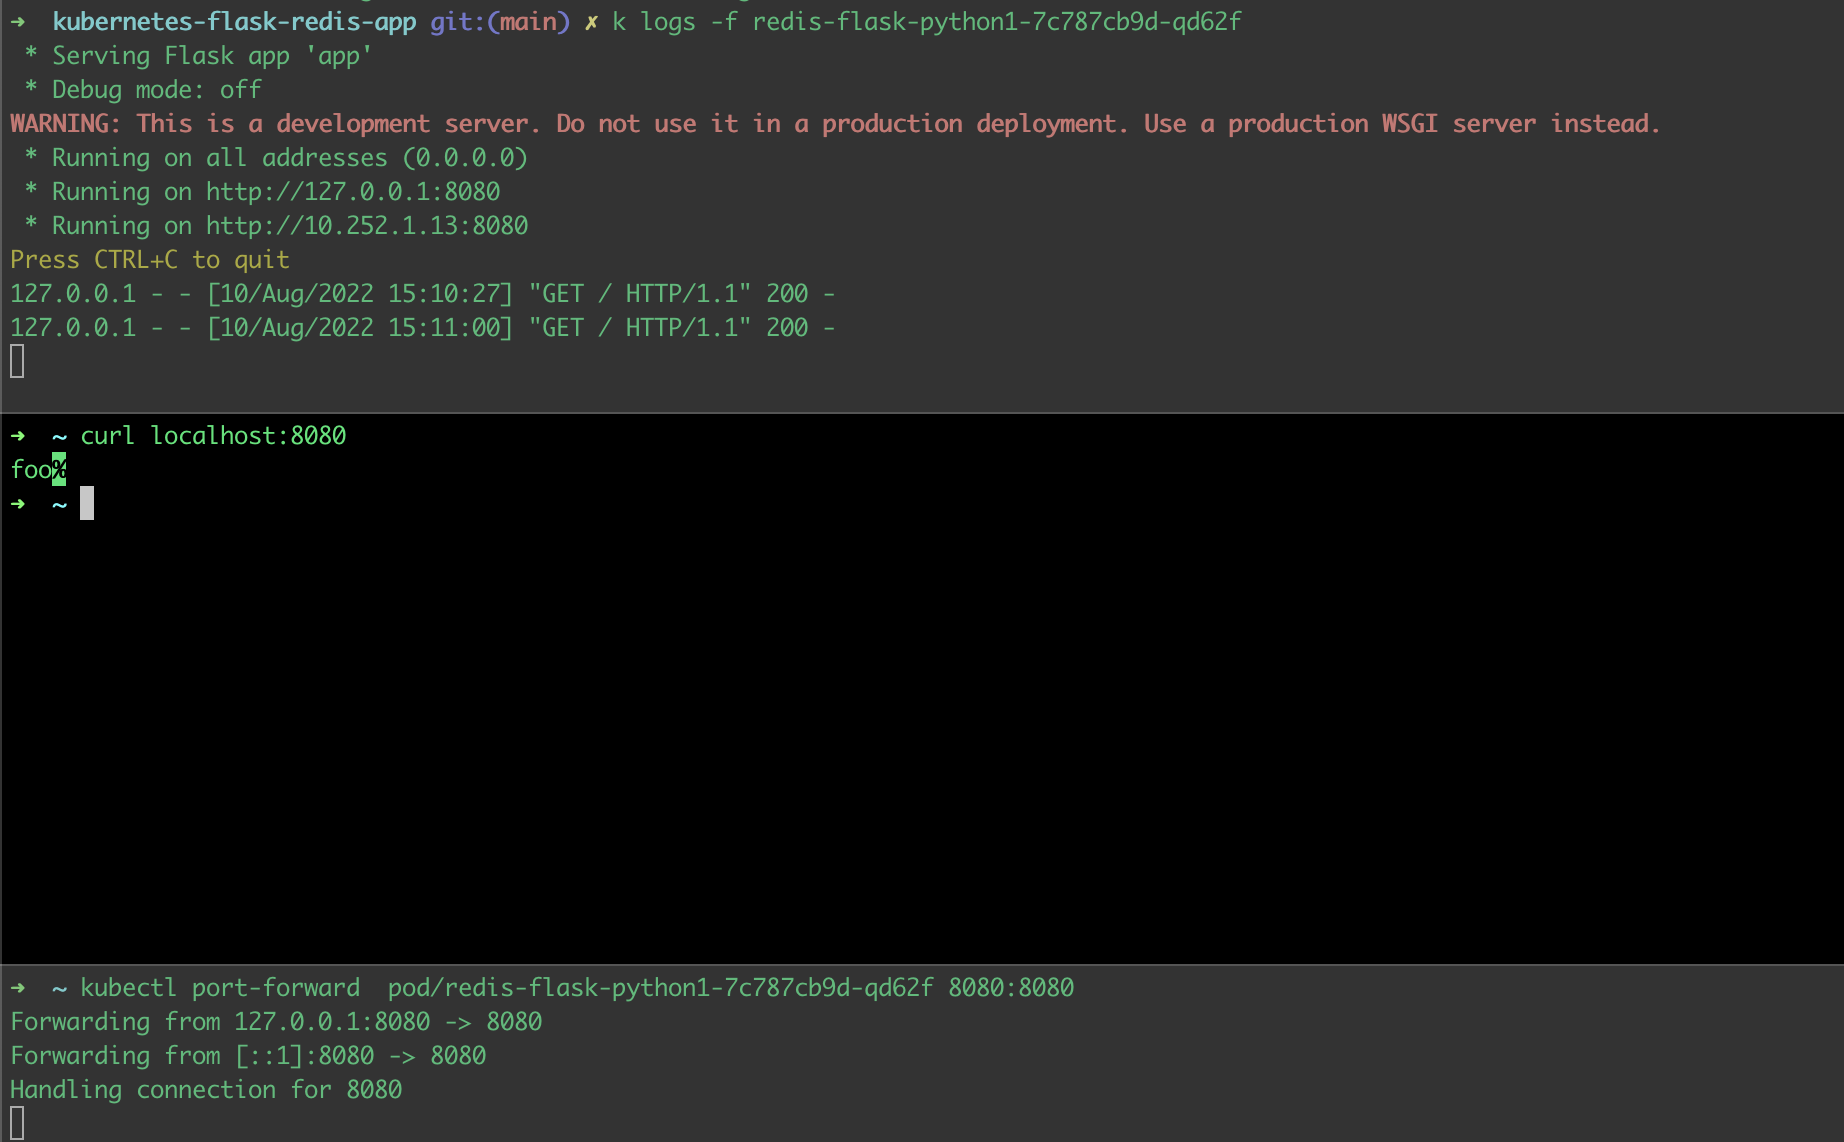 ➜  kubernetes-flask-redis-app git:(main) ✗ k logs -f redis-flask-python1-7c787cb9d-qd62f
 * Serving Flask app 'app'
 * Debug mode: off
WARNING: This is a development server. Do not use it in a production deployment. Use a production WSGI server instead.
 * Running on all addresses (0.0.0.0)
 * Running on http://127.0.0.1:8080
 * Running on http://10.252.1.13:8080
Press CTRL+C to quit
127.0.0.1 - - [10/Aug/2022 15:10:27] "GET / HTTP/1.1" 200 -
127.0.0.1 - - [10/Aug/2022 15:11:00] "GET / HTTP/1.1" 200 -
➜  ~ curl localhost:8080
foo%
➜  ~
➜  ~ kubectl port-forward  pod/redis-flask-python1-7c787cb9d-qd62f 8080:8080
Forwarding from 127.0.0.1:8080 -> 8080
Forwarding from [::1]:8080 -> 8080
Handling connection for 8080